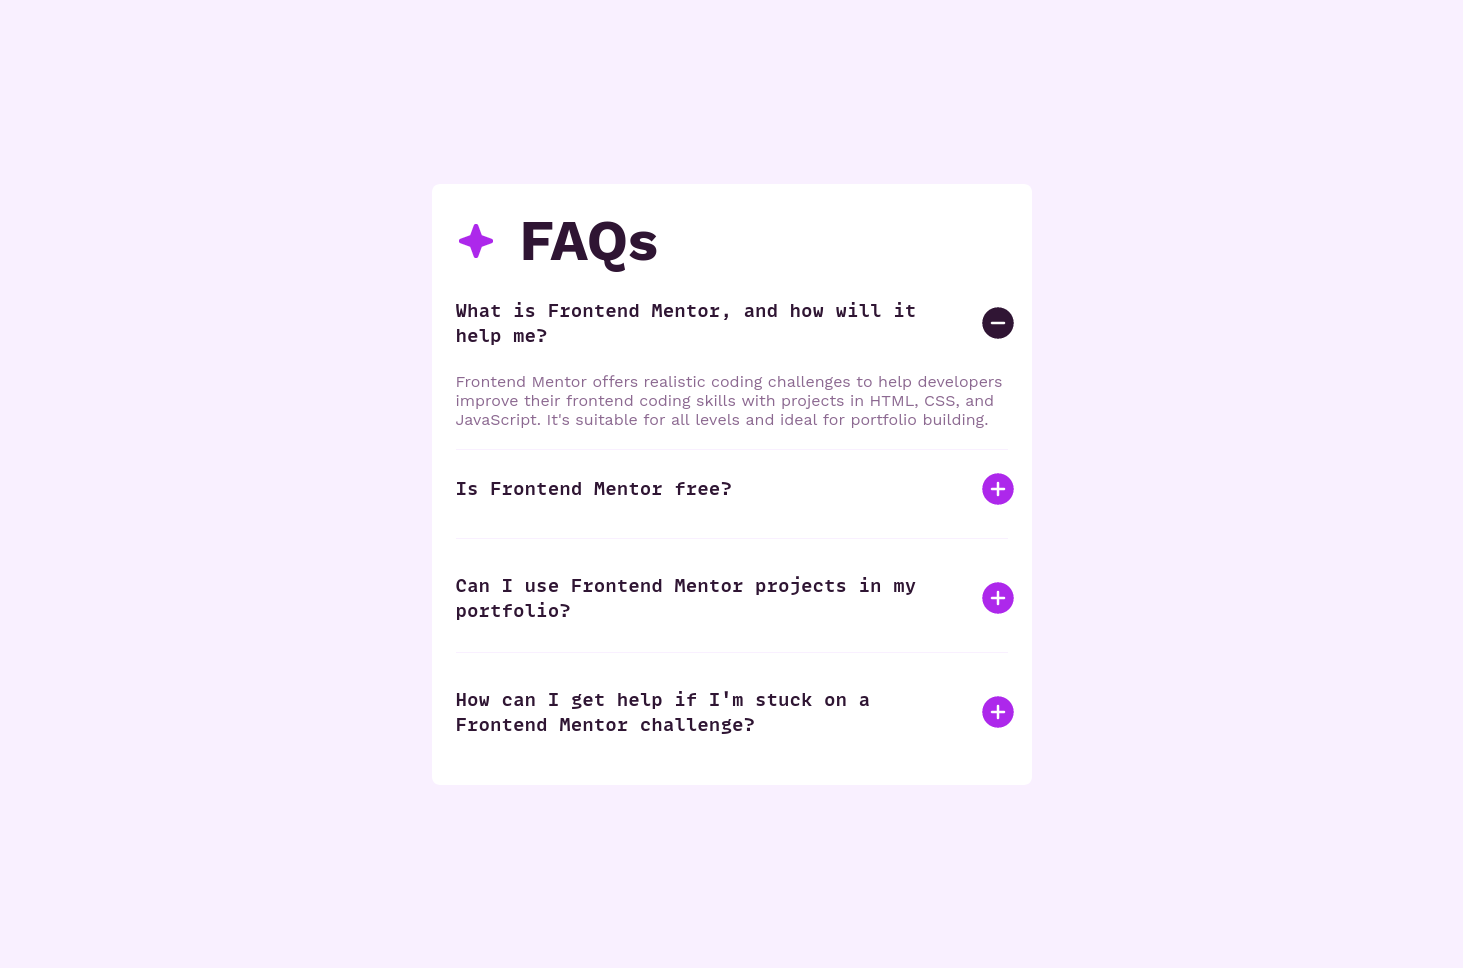 FAQs
What is Frontend Mentor, and how will it
help me?
Frontend Mentor offers realistic coding challenges to help developers
improve their frontend coding skills with projects in HTML, CSS, and
JavaScript. It's suitable for all levels and ideal for portfolio building.
Is Frontend Mentor free?
Can I use Frontend Mentor projects in my
portfolio?
How can I get help if I'm stuck on a
Frontend Mentor challenge?